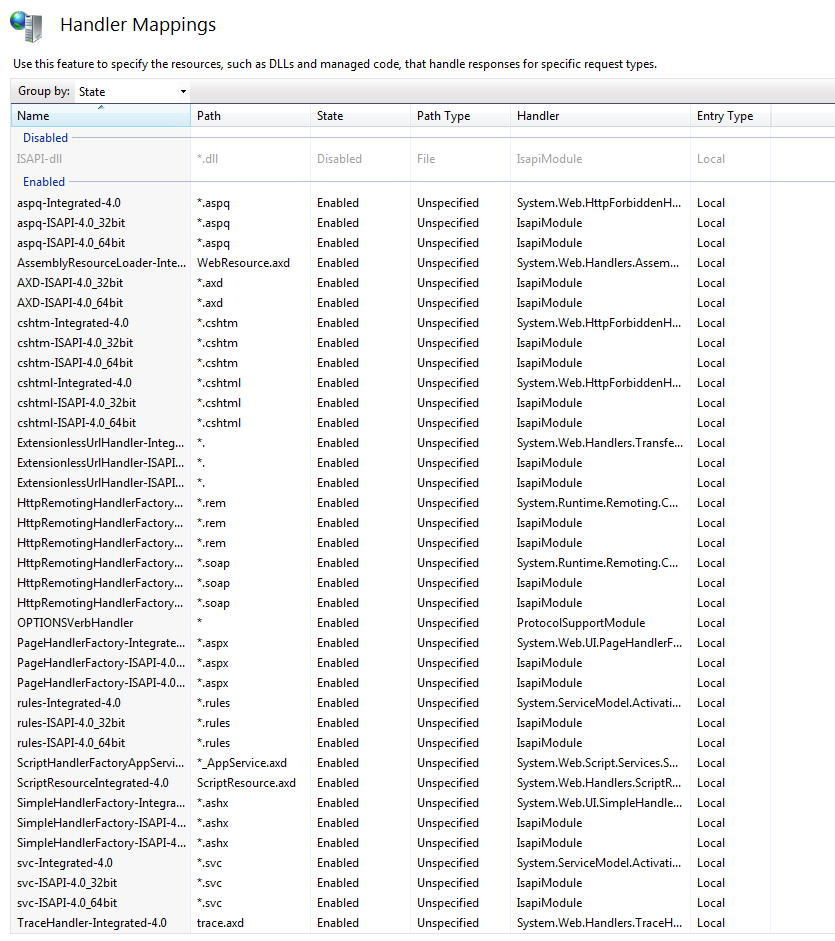 Handler Mappings
Use this feature to specify the resources, such as DLLs and managed code, that handle responses for specific request types.
Group by: State
Name Path State Path Type Handler Entry Type
Disabled
ISAPI-dll *.dll Disabled File IsapiModule Local
Enabled
aspq-Integrated-4.0 *.aspq Enabled Unspecified System.Web.HttpForbiddenH... Local
aspq-ISAPI-4.0_32bit *.aspq Enabled Unspecified IsapiModule Local
aspq-ISAPI-4.0_64bit *.aspq Enabled Unspecified IsapiModule Local
AssemblyResourceLoader-Inte... WebResource.axd Enabled Unspecified System.Web.Handlers.Assem... Local
AXD-ISAPI-4.0_32bit *.axd Enabled Unspecified IsapiModule Local
AXD-ISAPI-4.0_64bit *.axd Enabled Unspecified IsapiModule Local
cshtm-Integrated-4.0 *.cshtm Enabled Unspecified System.Web.HttpForbiddenH... Local
cshtm-ISAPI-4.0_32bit *.cshtm Enabled Unspecified IsapiModule Local
cshtm-ISAPI-4.0_64bit *.cshtm Enabled Unspecified IsapiModule Local
cshtml-Integrated-4.0 *.cshtml Enabled Unspecified System.Web.HttpForbiddenH... Local
cshtml-ISAPI-4.0_32bit *.cshtml Enabled Unspecified IsapiModule Local
cshtml-ISAPI-4.0_64bit *.cshtml Enabled Unspecified IsapiModule Local
ExtensionlessUrlHandler-Integ... *. Enabled Unspecified System.Web.Handlers.Transfe... Local
ExtensionlessUrlHandler-ISAPI... *. Enabled Unspecified IsapiModule Local
ExtensionlessUrlHandler-ISAPI... *. Enabled Unspecified IsapiModule Local
HttpRemotingHandlerFactory... *.rem Enabled Unspecified System.Runtime.Remoting.C... Local
HttpRemotingHandlerFactory... *.rem Enabled Unspecified IsapiModule Local
HttpRemotingHandlerFactory... *.rem Enabled Unspecified IsapiModule Local
HttpRemotingHandlerFactory... *.soap Enabled Unspecified System.Runtime.Remoting.C... Local
HttpRemotingHandlerFactory... *.soap Enabled Unspecified IsapiModule Local
HttpRemotingHandlerFactory... *.soap Enabled Unspecified IsapiModule Local
OPTIONSVerbHandler * Enabled Unspecified ProtocolSupportModule Local
PageHandlerFactory-Integrate... *.aspx Enabled Unspecified System.Web.UI.PageHandlerF... Local
PageHandlerFactory-ISAPI-4.0... *.aspx Enabled Unspecified IsapiModule Local
PageHandlerFactory-ISAPI-4.0... *.aspx Enabled Unspecified IsapiModule Local
rules-Integrated-4.0 *.rules Enabled Unspecified System.ServiceModel.Activati... Local
rules-ISAPI-4.0_32bit *.rules Enabled Unspecified IsapiModule Local
rules-ISAPI-4.0_64bit *.rules Enabled Unspecified IsapiModule Local
ScriptHandlerFactoryAppServi... *_AppService.axd Enabled Unspecified System.Web.Script.Services.S... Local
ScriptResourceIntegrated-4.0 ScriptResource.axd Enabled Unspecified System.Web.Handlers.ScriptR... Local
SimpleHandlerFactory-Integra... *.ashx Enabled Unspecified System.Web.UI.SimpleHandle... Local
SimpleHandlerFactory-ISAPI-4... *.ashx Enabled Unspecified IsapiModule Local
SimpleHandlerFactory-ISAPI-4... *.ashx Enabled Unspecified IsapiModule Local
svc-Integrated-4.0 *.svc Enabled Unspecified System.ServiceModel.Activati... Local
svc-ISAPI-4.0_32bit *.svc Enabled Unspecified IsapiModule Local
svc-ISAPI-4.0_64bit *.svc Enabled Unspecified IsapiModule Local
TraceHandler-Integrated-4.0 trace.axd Enabled Unspecified System.Web.Handlers.TraceH... Local